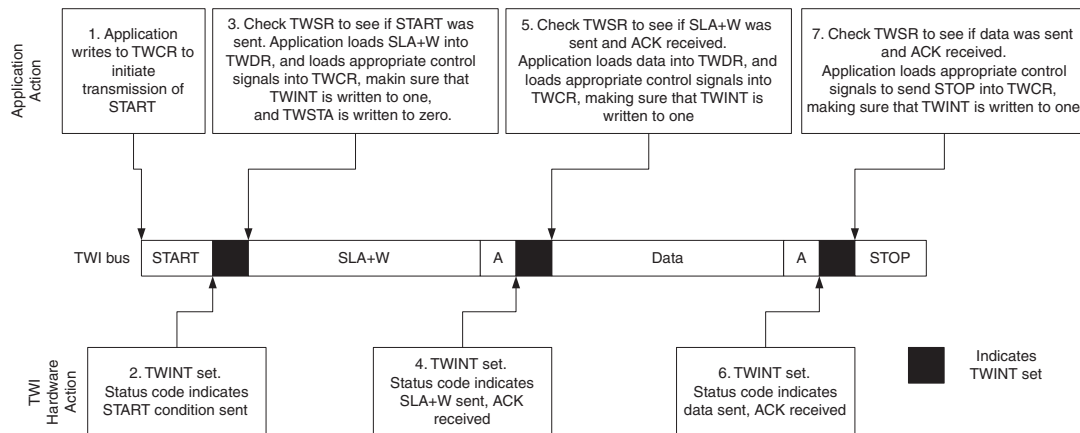 Application
Action
1. Application
writes to TWCR to
initiate
transmission of
START
3. Check TWSR to see if START was
sent. Application loads SLA+W into
TWDR, and loads appropriate control
signals into TWCR, makin sure that
TWINT is written to one,
and TWSTA is written to zero.
5. Check TWSR to see if SLA+W was
sent and ACK received.
Application loads data into TWDR, and
loads appropriate control signals into
TWCR, making sure that TWINT is
written to one
7. Check TWSR to see if data was sent
and ACK received.
Application loads appropriate control
signals to send STOP into TWCR,
making sure that TWINT is written to one
TWI bus
START
SLA+W
A
Data
A
STOP
TWI
Hardware
Action
2. TWINT set.
Status code indicates
START condition sent
4. TWINT set.
Status code indicates
SLA+W sent, ACK
received
6. TWINT set.
Status code indicates
data sent, ACK received
Indicates
TWINT set